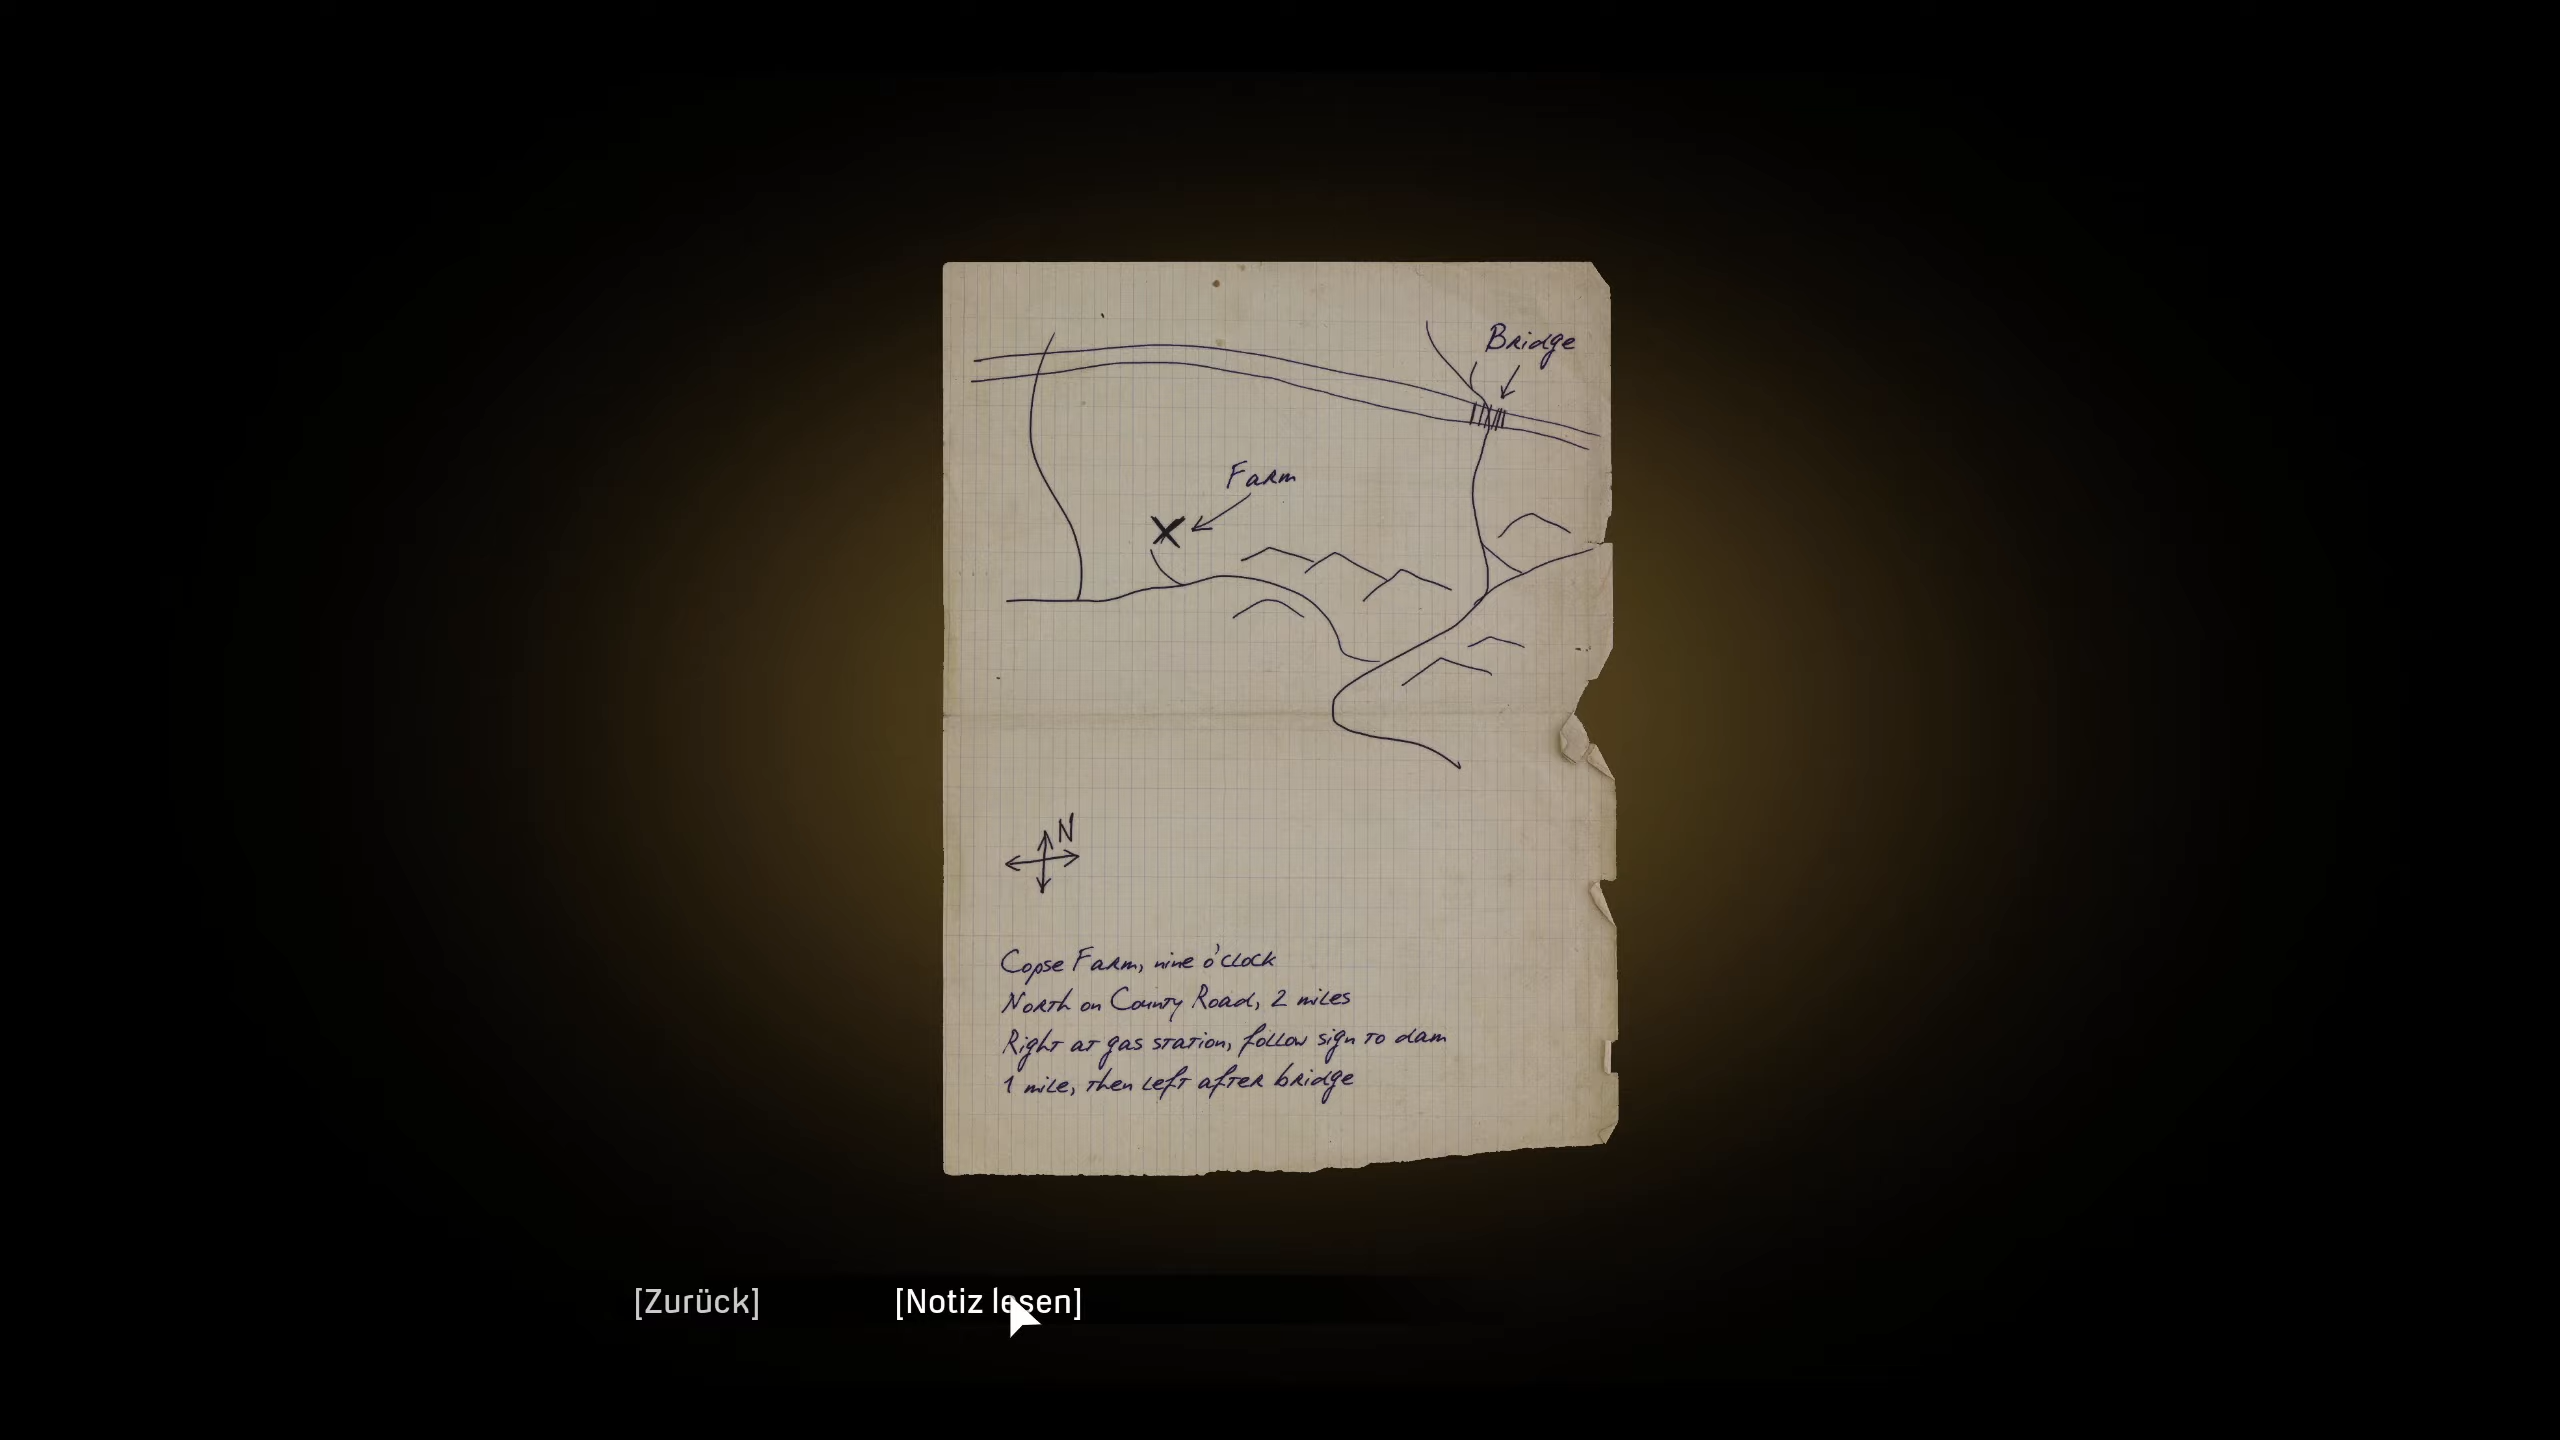 Bridge
Farm
N
Copse Farm, nine o'clock
North on County Road, 2 miles
Right at gas station, follow sign to dam
1 mile, then left after bridge
[Zurück] [Notiz lesen]